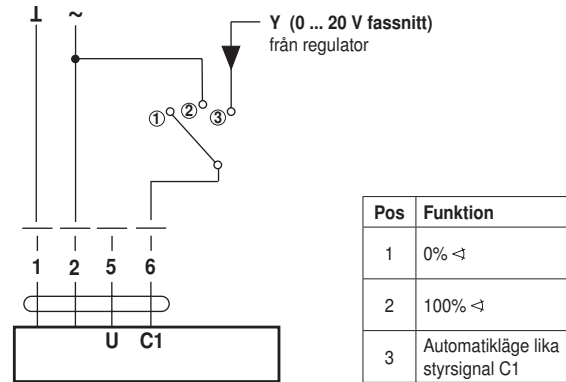 ⊥ ~
Y (0 ... 20 V fassnitt)
från regulator
① ② ③
1 2 5 6
U C1
Pos Funktion
1 0% ∢
2 100% ∢
3 Automatikläge lika
styrsignal C1